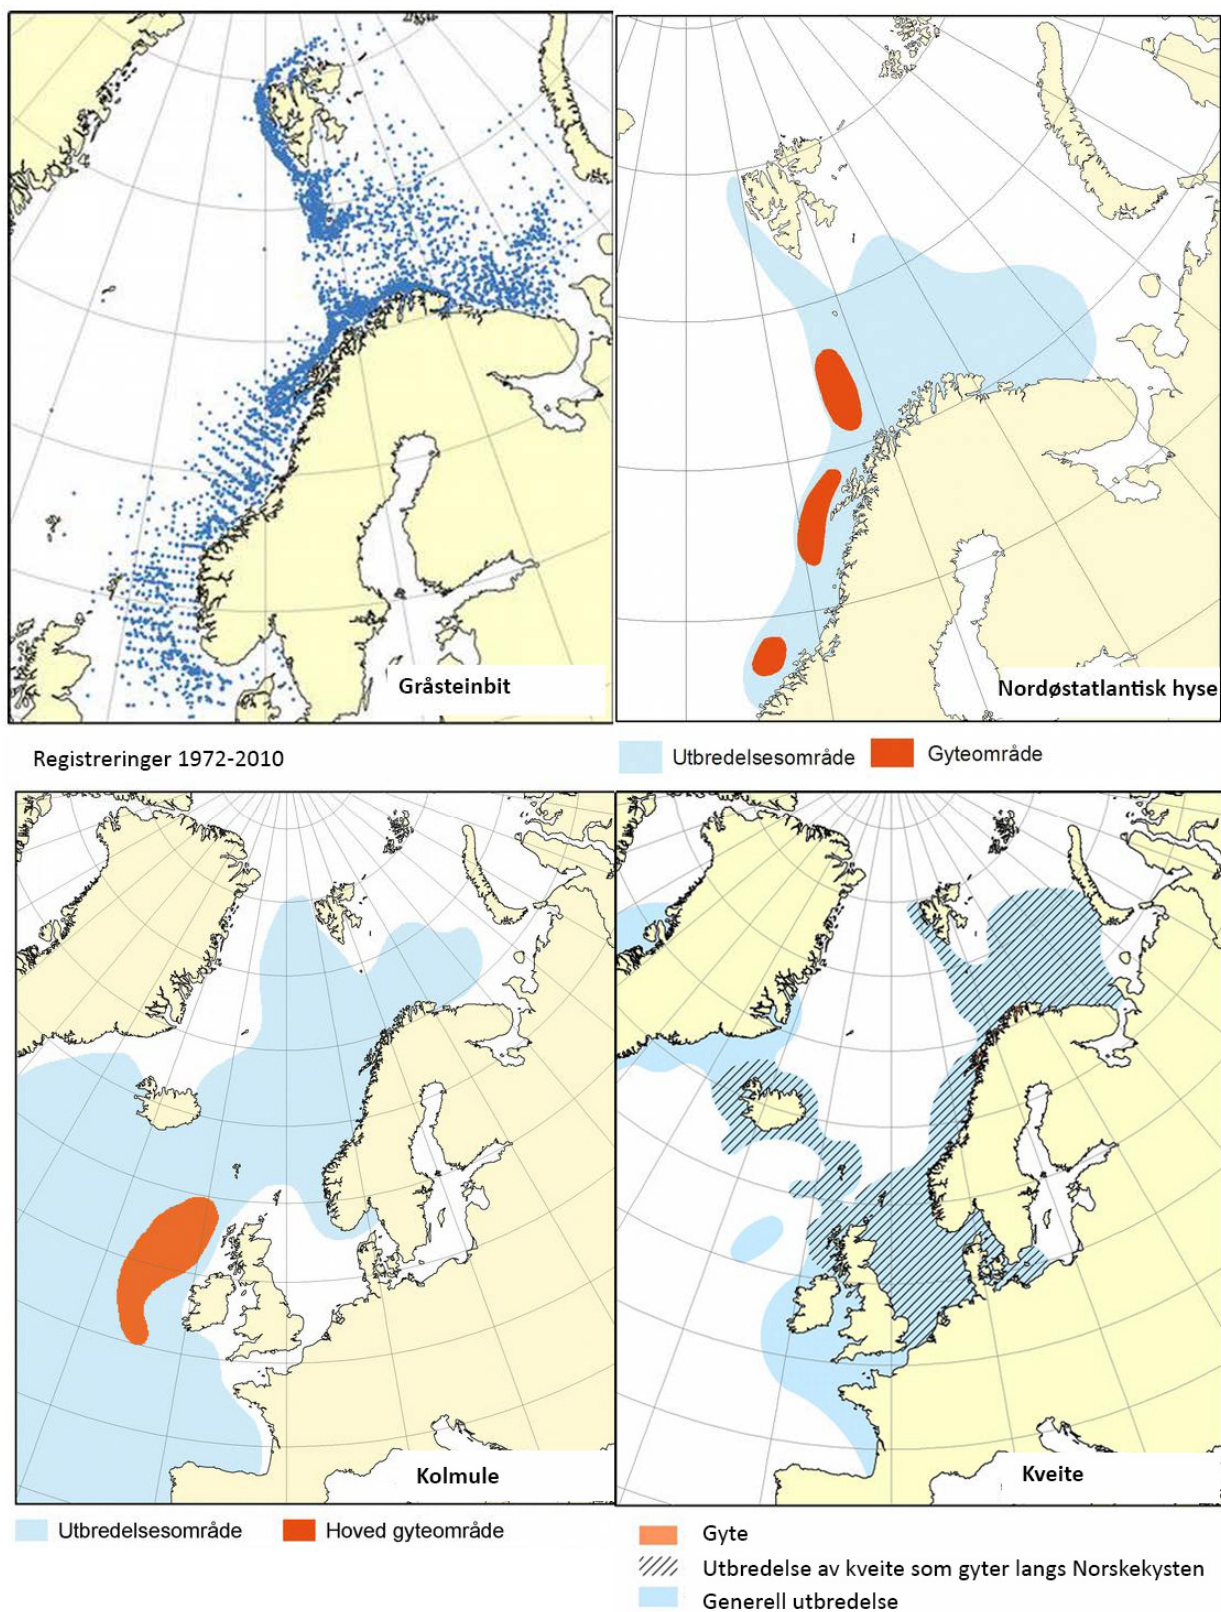 Gråsteinbit
Nordøstatlantisk hyse
Registreringer 1972-2010
Utbredelsesområde
Gyteområde
Kolmule
Kveite
Utbredelsesområde
Hoved gyteområde
Gyte
Utbredelse av kveite som gyter langs Norskekysten
Generell utbredelse